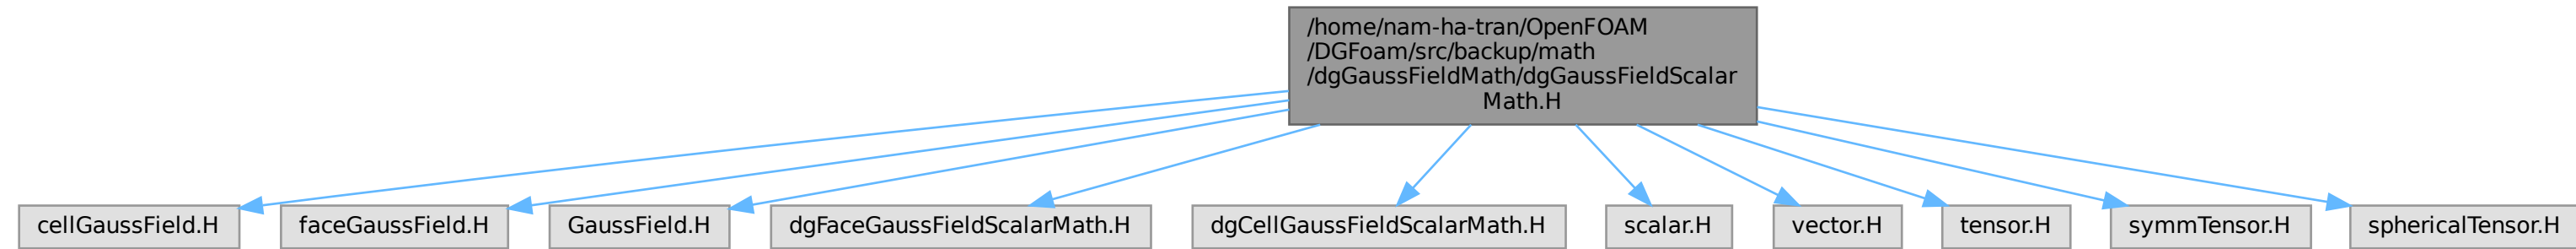 /home/nam-ha-tran/OpenFOAM
/DGFoam/src/backup/math
/dgGaussFieldMath/dgGaussFieldScalar
Math.H
cellGaussField.H
faceGaussField.H
GaussField.H
dgFaceGaussFieldScalarMath.H
dgCellGaussFieldScalarMath.H
scalar.H
vector.H
tensor.H
symmTensor.H
sphericalTensor.H